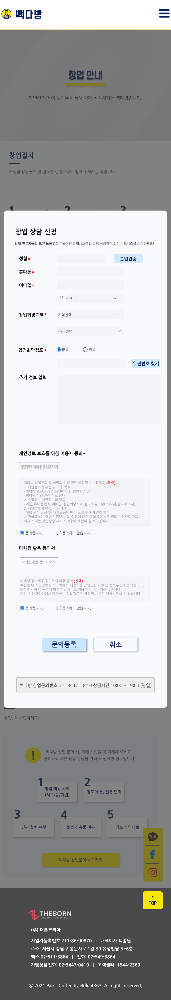 빽다방
창업 안내
다년간의 경영 노하우를 통해 함께 성장해가는 빽다방입니다.
창업절차
가맹점 창업을 위한 절차를 설명드리니 참고가 되시길 바랍니다.
1 2 3
창업 상담 신청
창업 전문가들의 오랜 노하우로 만들어진 창업시스템과 함께 성공적인 외식 비즈니스를 시작하세요!
성함* 본인인증
휴대폰*
이메일*
@ 선택
창업희망지역* 지역선택
시/구선택
입점희망점포* 없음 있음
우편번호 찾기
추가 정보 입력
개인정보 보호를 위한 이용자 동의서
개인정보 처리방침 전문보기
빽다방 창업문의 및 설명회 신청 관련 개인정보 수집동의 (필수)
1. 개인정보의 수집 및 이용 목적
- 빽다방 브랜드 창업 문의에 대한 원활한 상담
- 빽다방 창업 관련 정보 안내
2. 수집하는 개인정보의 항목
- 이름, 휴대폰번호, 이메일, 창업희망지역, 점포소유여부(보유 시, 점포주소지)
3. 개인정보 보유 및 이용기간
- 이용 목적 달성 후, 내부규정에 따라 보관 및 지체없이 파기
※ 귀하께서는 위 개인정보 수집, 이용에 대한 동의를 거부할 권리가 있으며, 동의
거부 시에는 창업상담 서비스 이용에 제한이 될 수 있습니다.
동의합니다. 동의하지 않습니다.
마케팅 활용 동의서
마케팅 활용 동의서 보기
마케팅 정보제공 용도로의 이용 동의 (선택)
수집한 위 개인정보를 빽다방에서 제공하는 창업관련 자료 및 정보수신에 동의합니다.
※선택 사항 미 동의에 따른 상담서비스 이용 제한, 불이익은 없습니다.
다만, 더본코리아에서 제공하는 창업자료 및 제안정보 등은 제공받으실 수 없습니다.
동의합니다. 동의하지 않습니다.
문의등록 취소
빽다방 창업문의번호 02 . 3447 . 0410 상담시간 10:00 ~ 19:00 (평일)
잠깐, 꼭 확인하세요!
! 빽다방 창업 문의 시, 아래 사항을 꼭 기재해 주세요.
정확하고 빠른 창업 상담을 위해 꼭 필요한 정보입니다.
1 창업 희망 지역
(시구/동/지번)
2 점포의 층, 전용 면적
3 간판 설치 여부
4 불법 건축물 여부
5 점포의 임대료
TALK
빽다방 창업문의 바로가기
TOP
THEBORN
ORIGINAL KOREAN TASTE
(주) 더본코리아
사업자등록번호 211-86-00870 | 대표이사 백종원
주소: 서울시 강남구 봉은사로 1길 39 유성빌딩 5~6층
팩스 02-511-3864 | 전화: 02-549-3864
가맹상담전화: 02-3447-0410 | 고객센터: 1544-2360
ⓒ 2021 Paik's Coffee by ekfka4863. All rights reserved.